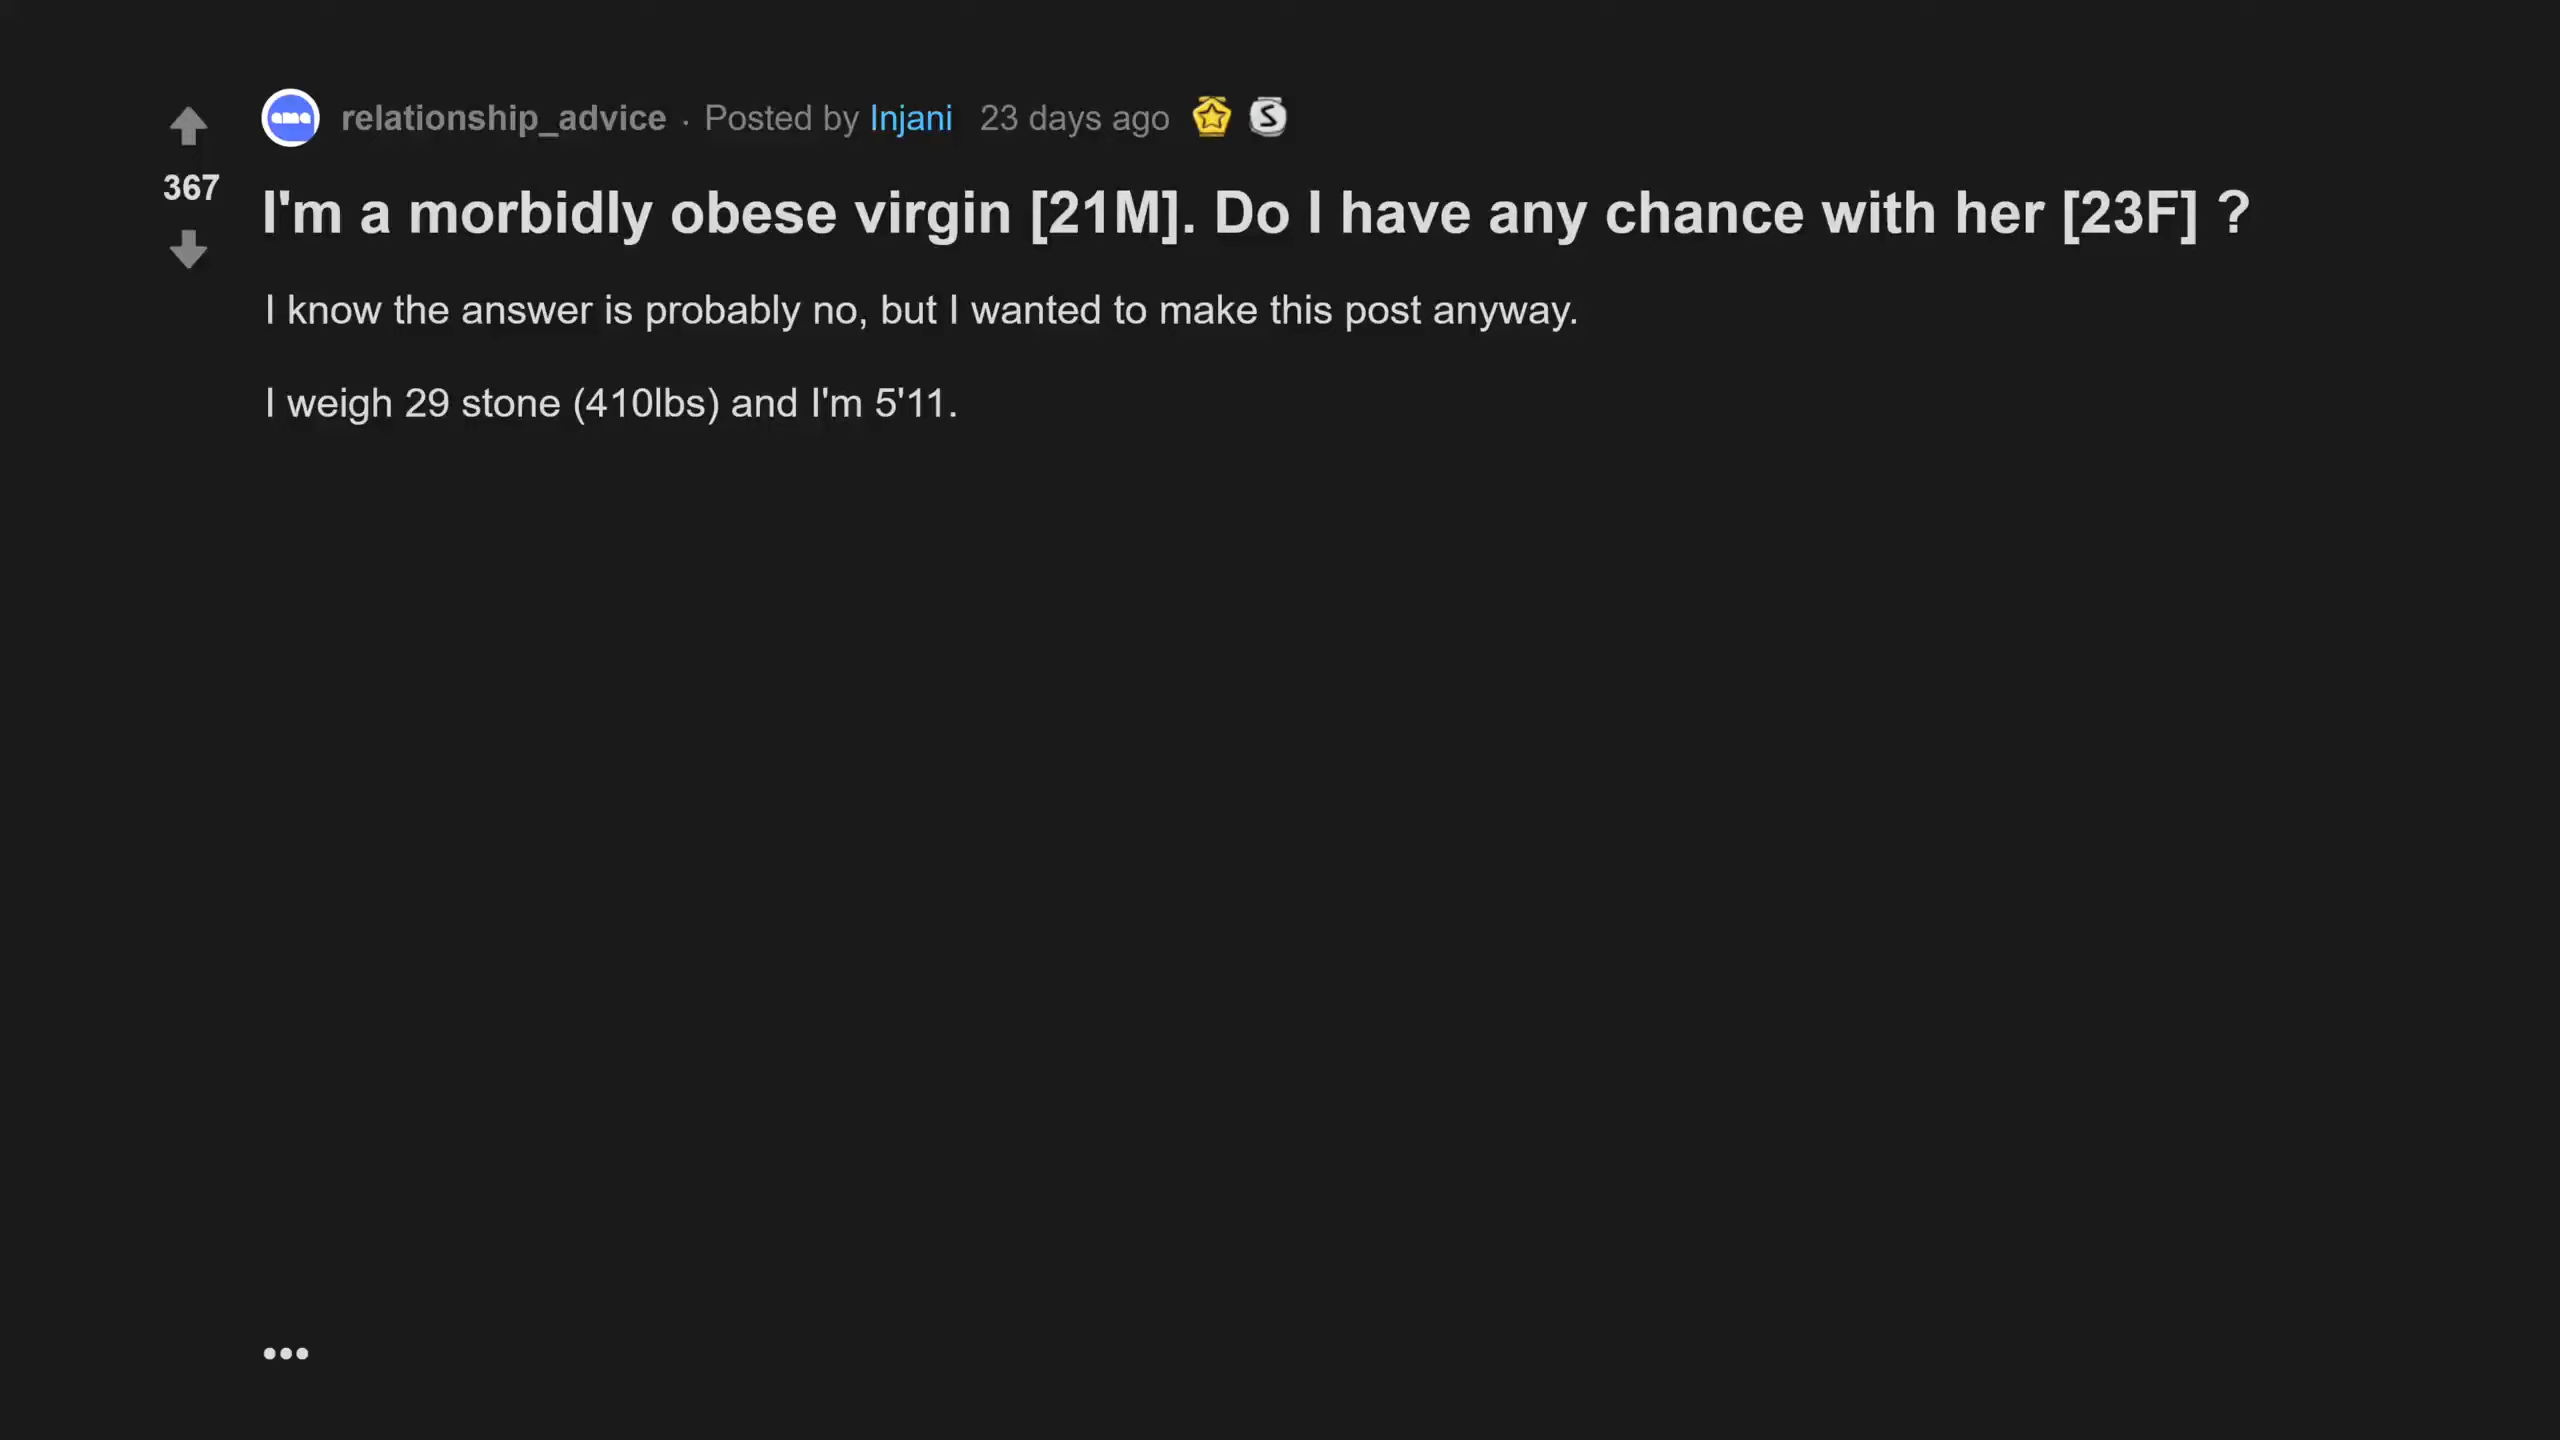 relationship_advice · Posted by Injani 23 days ago
367
I'm a morbidly obese virgin [21M]. Do I have any chance with her [23F] ?
I know the answer is probably no, but I wanted to make this post anyway.
I weigh 29 stone (410lbs) and I'm 5'11.